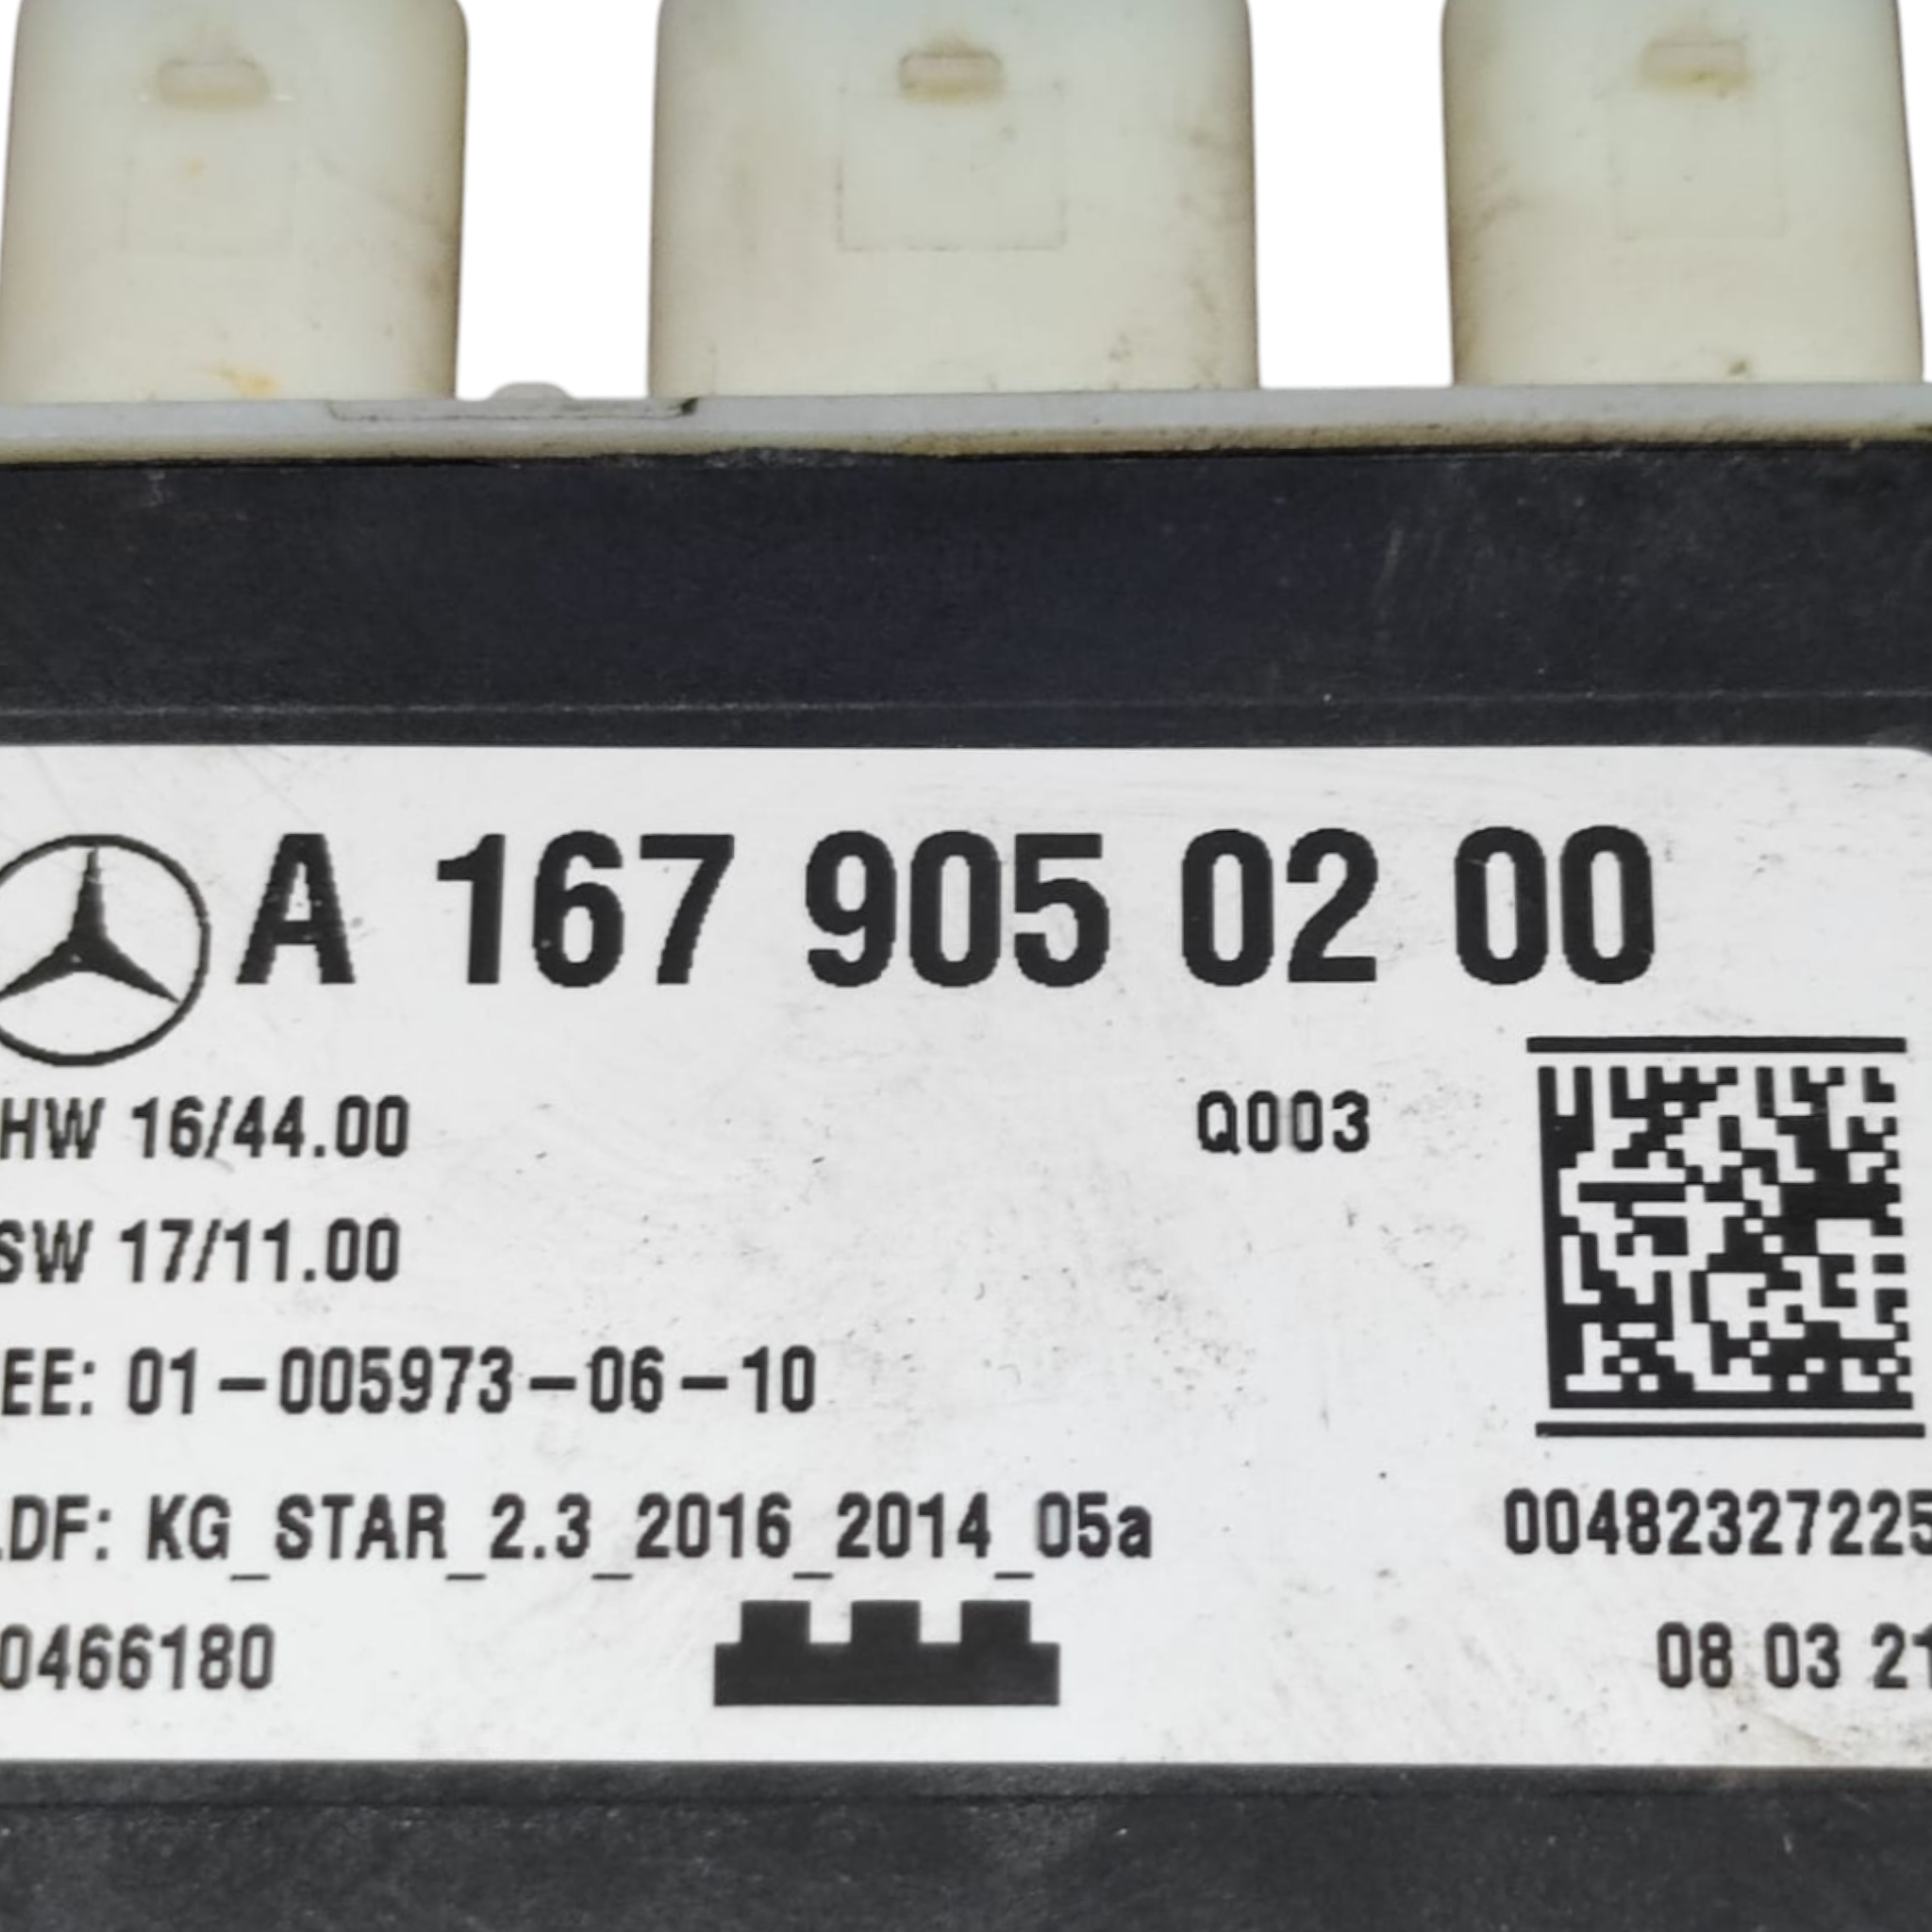 A 167 905 02 00
HW 16/44.00
Q003
SW 17/11.00
EE: 01-005973-06-10
.DF: KG_STAR_2.3_2016_2014_05a
00482327225
0466180
08 03 21